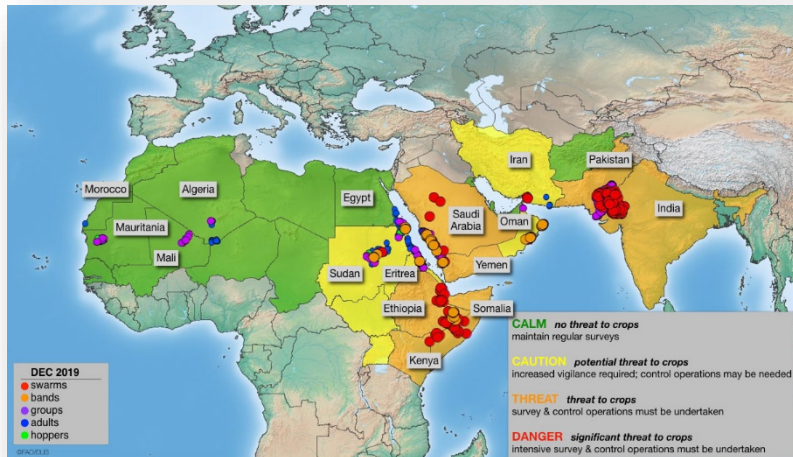 Iran
Pakistan
Morocco
Algeria
Egypt
Saudi
Arabia
Oman
India
Mauritania
Mali
Sudan
Eritrea
Yemen
Ethiopia
Somalia
Kenya
CALM no threat to crops
maintain regular surveys
CAUTION potential threat to crops
increased vigilance required; control operations may be needed
THREAT threat to crops
survey & control operations must be undertaken
DANGER significant threat to crops
intensive survey & control operations must be undertaken
DEC 2019
swarms
bands
groups
adults
hoppers
©FAO/DLIS